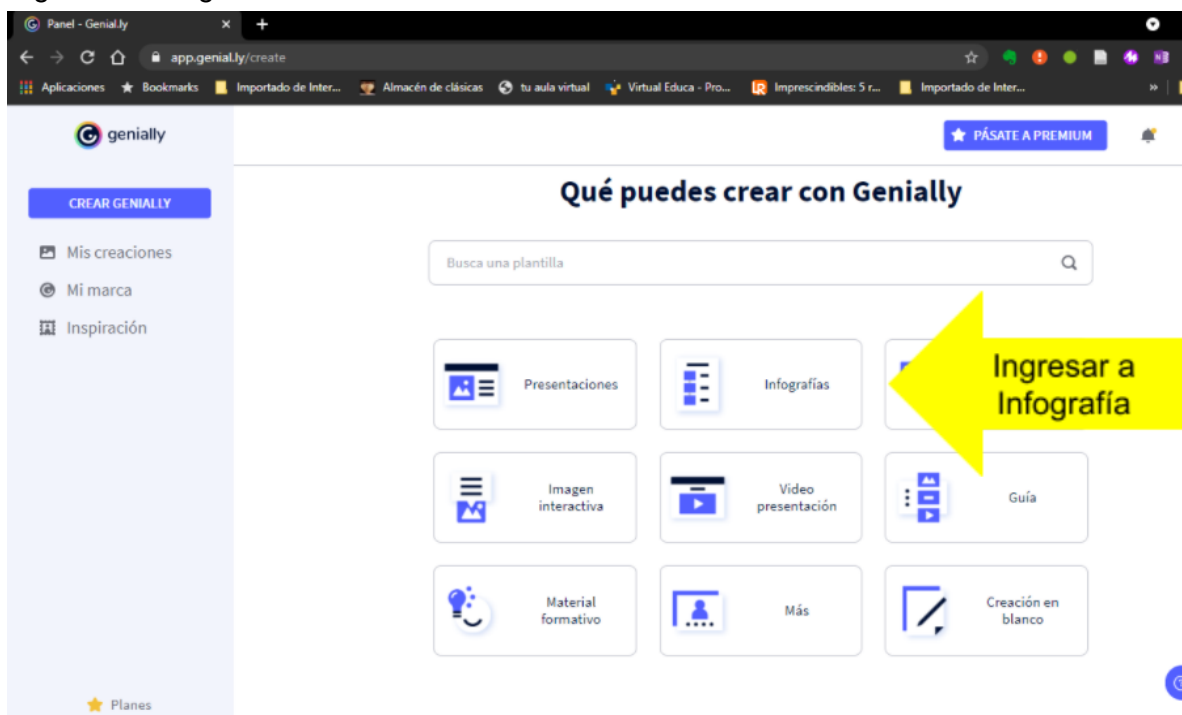 Panel - Genial.ly
app.genial.ly/create
Aplicaciones Bookmarks Importado de Inter... Almacén de clásicas tu aula virtual Virtual Educa - Pro... Imprescindibles: 5 r... Importado de Inter... »
genially
PÁSATE A PREMIUM
CREAR GENIALLY
Mis creaciones
Mi marca
Inspiración
Planes
Qué puedes crear con Genially
Busca una plantilla
Presentaciones
Infografías
Ingresar a
Infografía
Imagen
interactiva
Video
presentación
Guía
Material
formativo
Más
Creación en
blanco